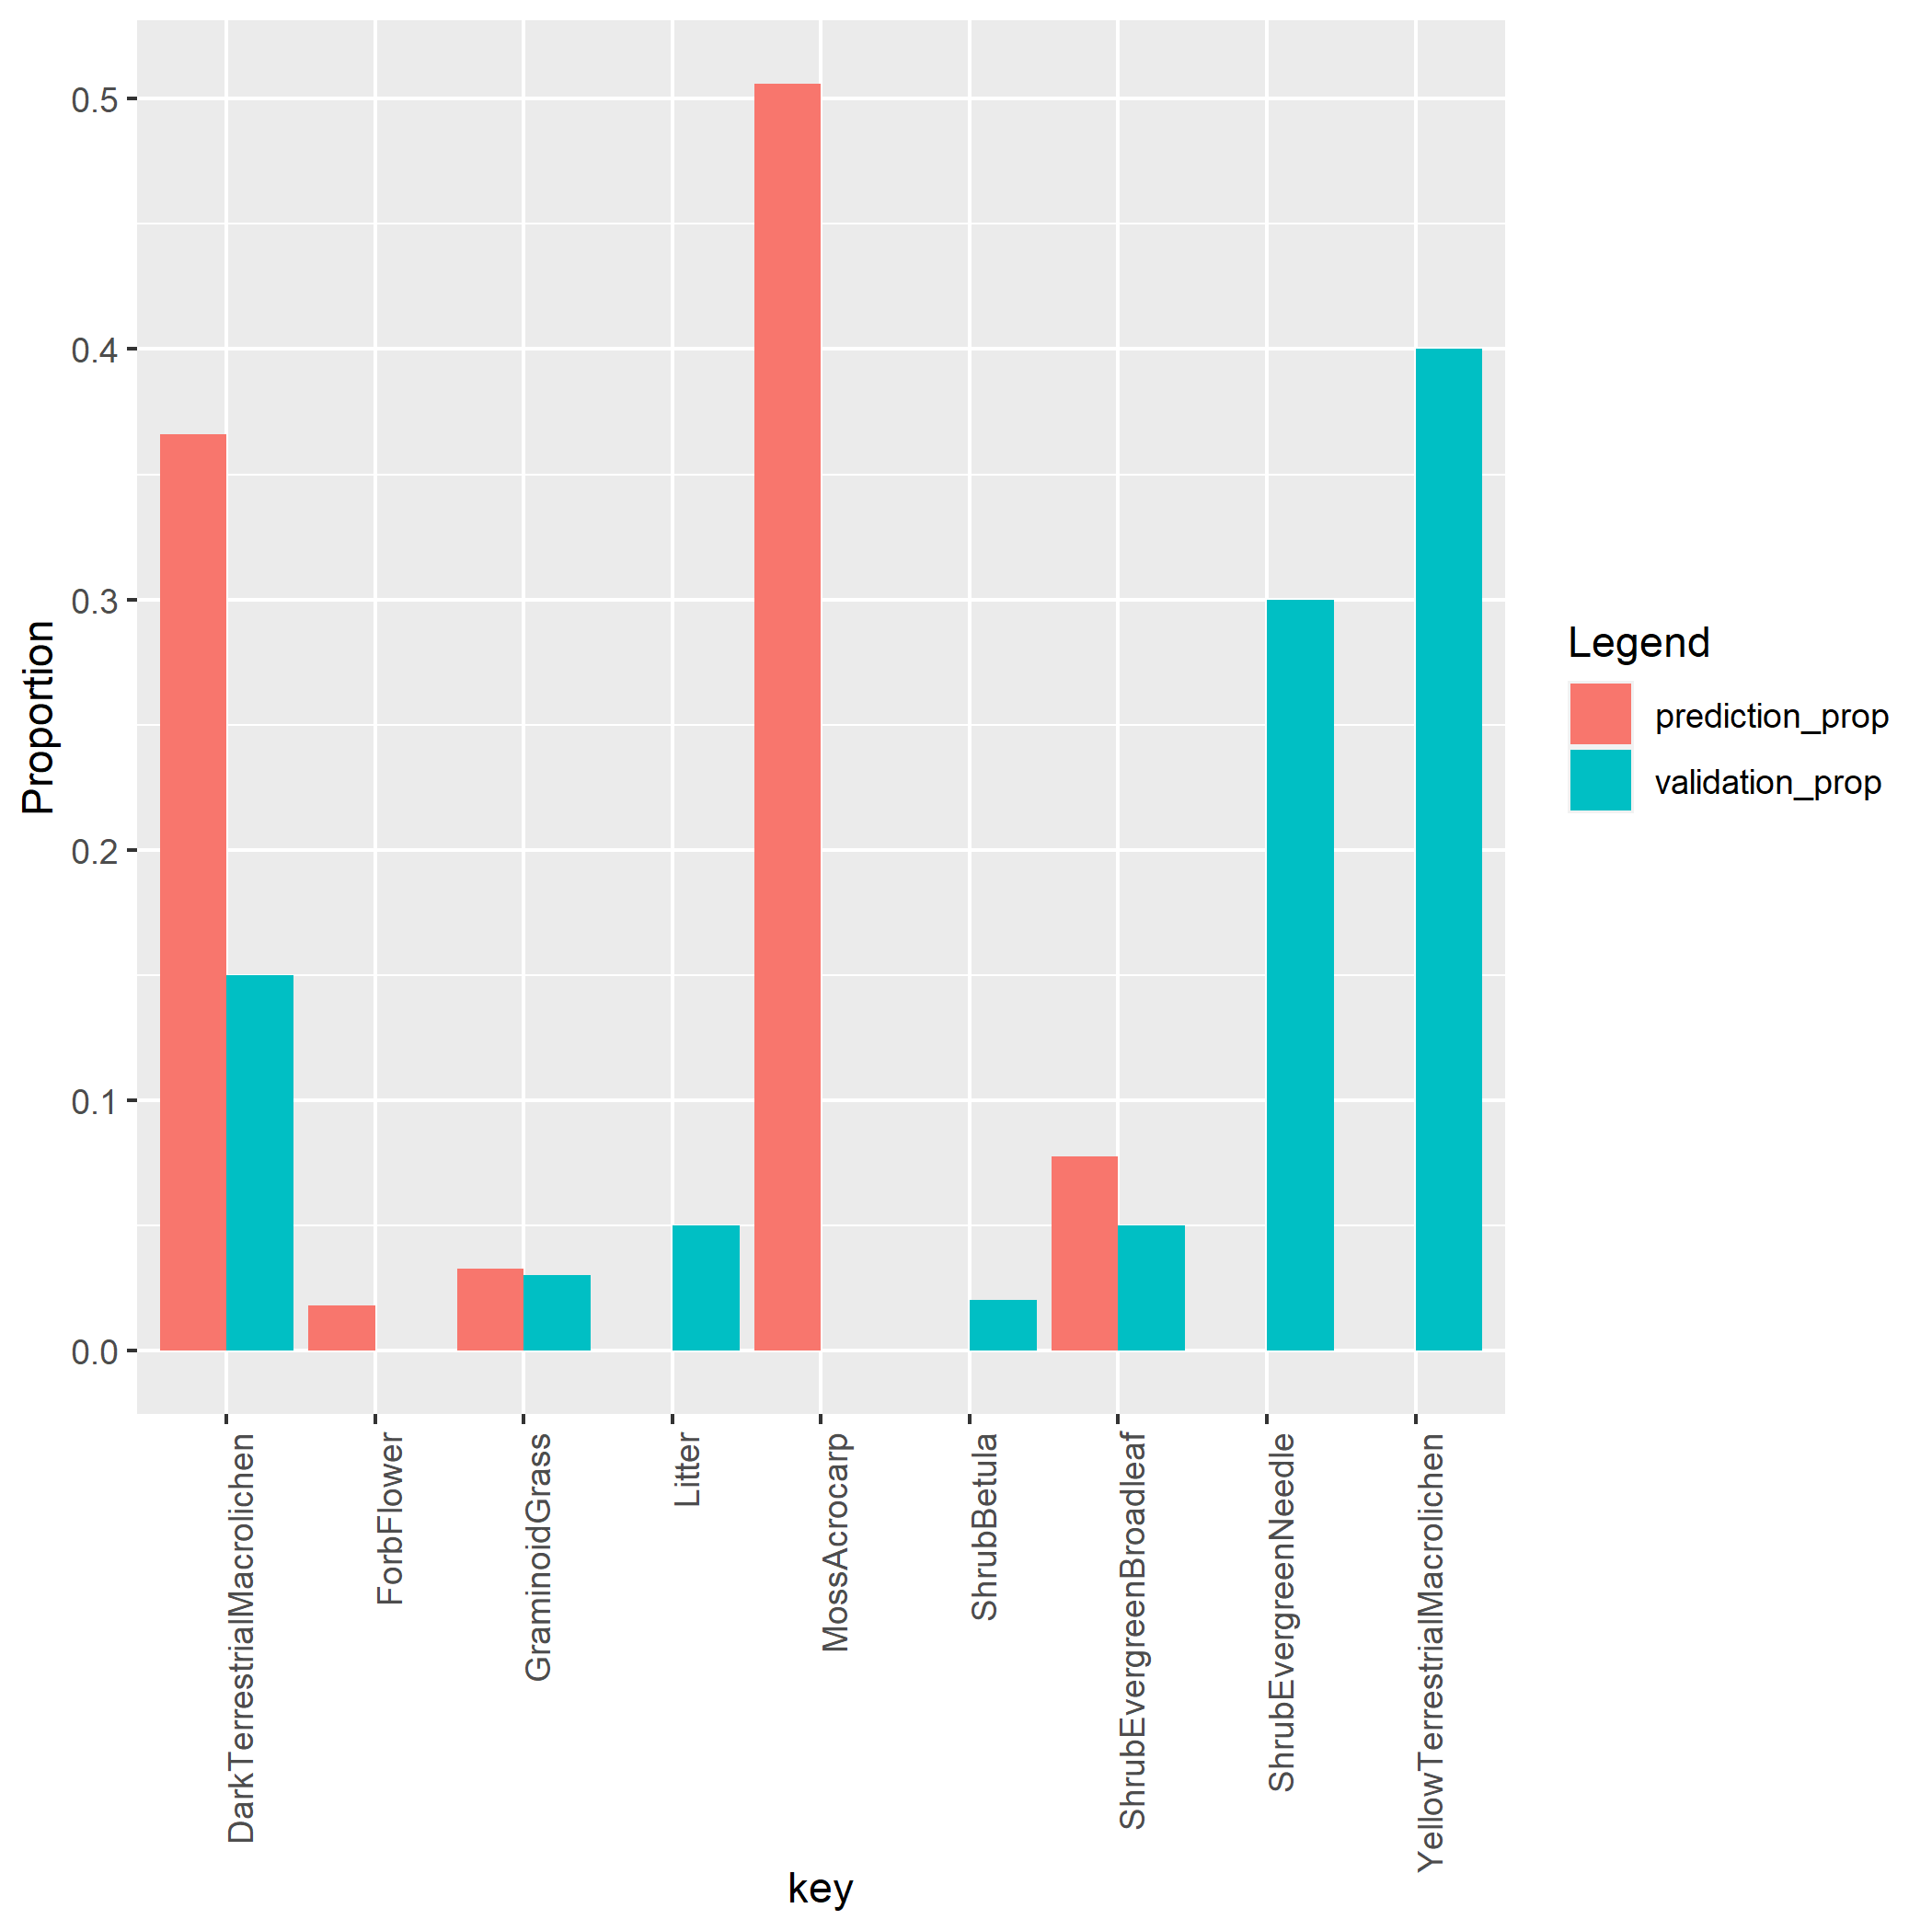 0.5
0.4
0.3
0.2
0.1
0.0
Proportion
DarkTerrestrialMacrolichen
ForbFlower
GraminoidGrass
Litter
MossAcrocarp
ShrubBetula
ShrubEvergreenBroadleaf
ShrubEvergreenNeedle
YellowTerrestrialMacrolichen
key
Legend
prediction_prop
validation_prop